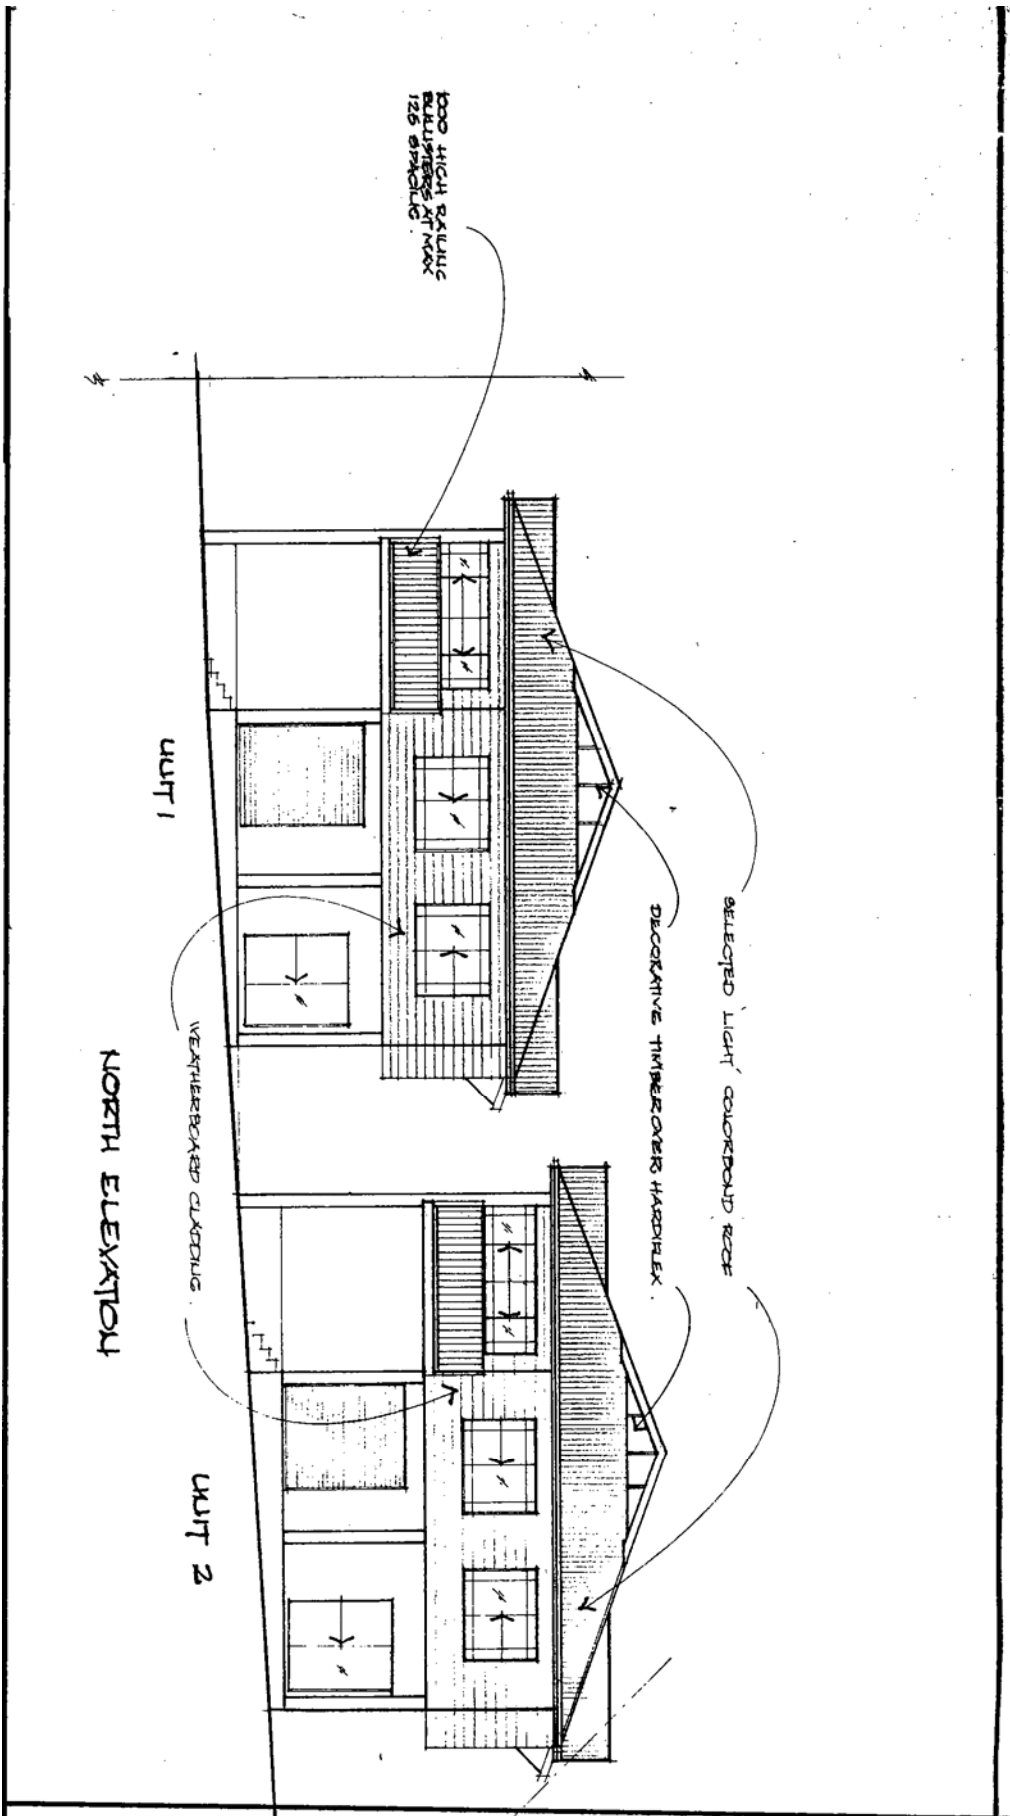 1000 HIGH RAILING
BALUSTERS AT MAX
125 SPACING.
SELECTED 'LIGHT' COLORBOND ROOF
DECORATIVE TIMBER OVER HARDIFLEX.
UNIT 1
WEATHERBOARD CLADDING.
UNIT 2
NORTH ELEVATION